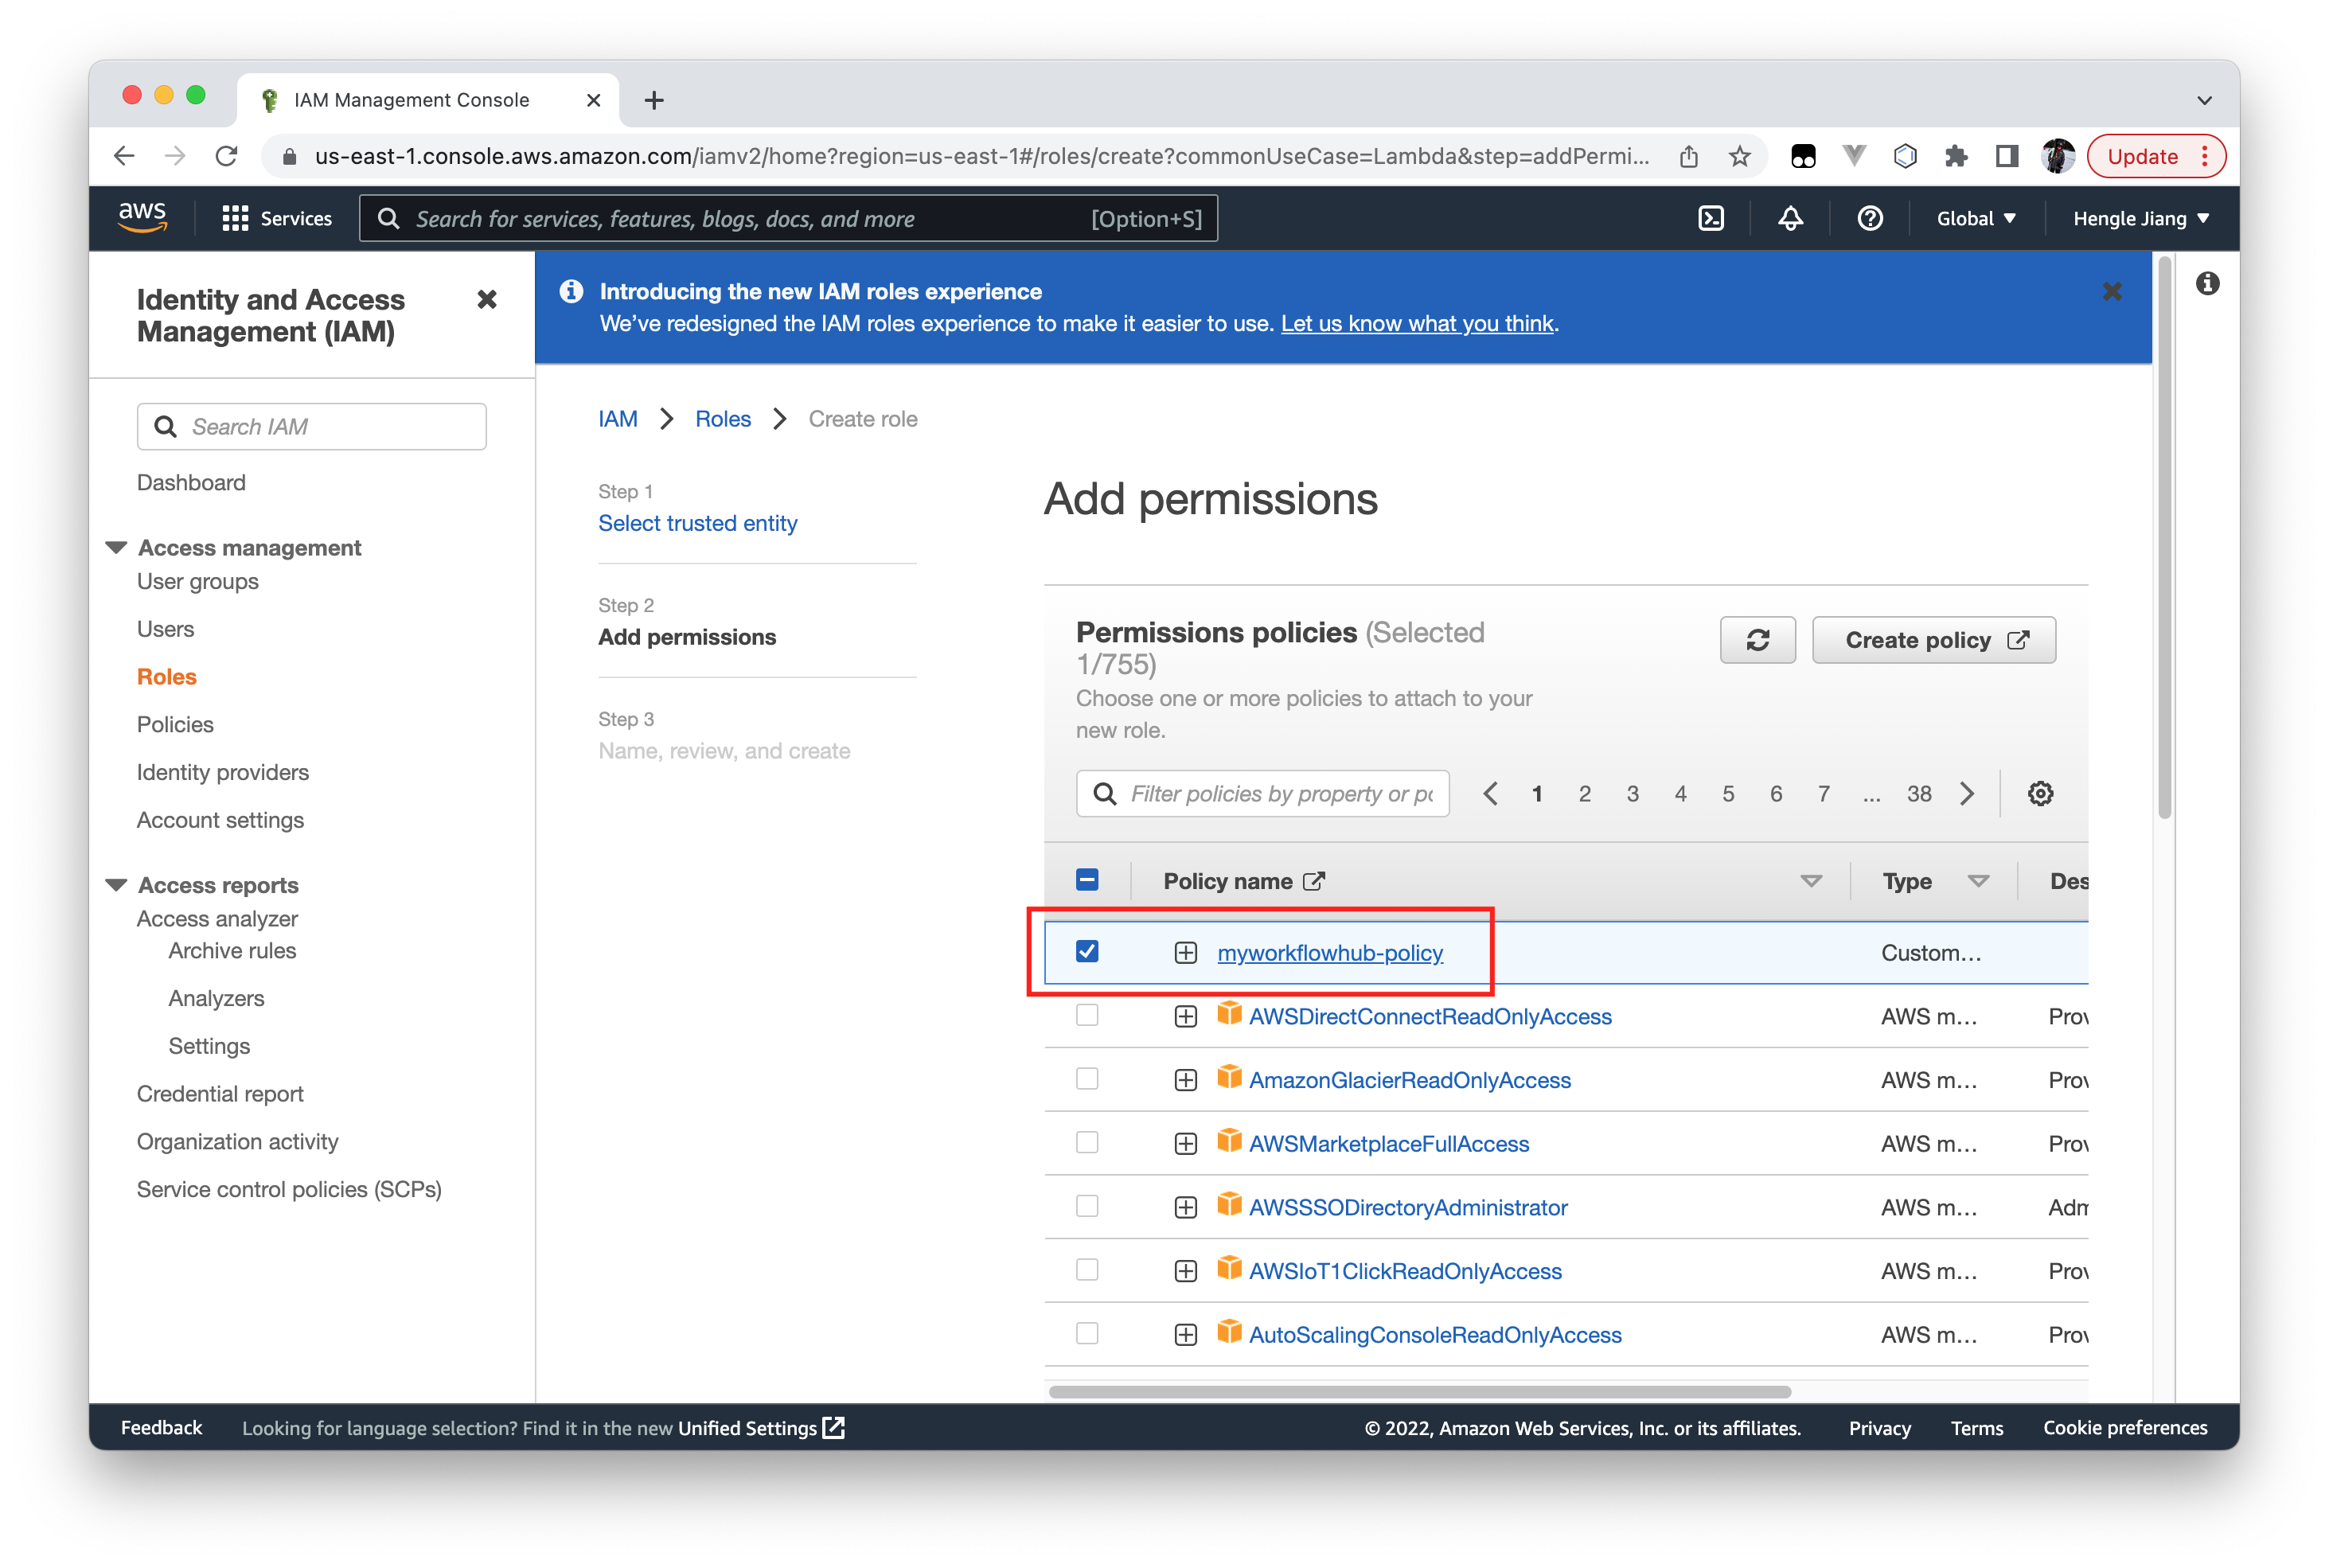 IAM Management Console
us-east-1.console.aws.amazon.com/iamv2/home?region=us-east-1#/roles/create?commonUseCase=Lambda&step=addPermi...
Update
aws
Services
Search for services, features, blogs, docs, and more
[Option+S]
Global
Hengle Jiang
Identity and Access
Management (IAM)
Search IAM
Dashboard
Access management
User groups
Users
Roles
Policies
Identity providers
Account settings
Access reports
Access analyzer
Archive rules
Analyzers
Settings
Credential report
Organization activity
Service control policies (SCPs)
Introducing the new IAM roles experience
We've redesigned the IAM roles experience to make it easier to use. Let us know what you think.
IAM
Roles
Create role
Step 1
Select trusted entity
Step 2
Add permissions
Step 3
Name, review, and create
Add permissions
Permissions policies (Selected
1/755)
Choose one or more policies to attach to your
new role.
Create policy
Filter policies by property or po
1 2 3 4 5 6 7 ... 38
Policy name Type Des
myworkflowhub-policy Custom...
AWSDirectConnectReadOnlyAccess AWS m... Prov
AmazonGlacierReadOnlyAccess AWS m... Prov
AWSMarketplaceFullAccess AWS m... Prov
AWSSSODirectoryAdministrator AWS m... Adm
AWSIoT1ClickReadOnlyAccess AWS m... Prov
AutoScalingConsoleReadOnlyAccess AWS m... Prov
Feedback
Looking for language selection? Find it in the new Unified Settings
© 2022, Amazon Web Services, Inc. or its affiliates.
Privacy
Terms
Cookie preferences